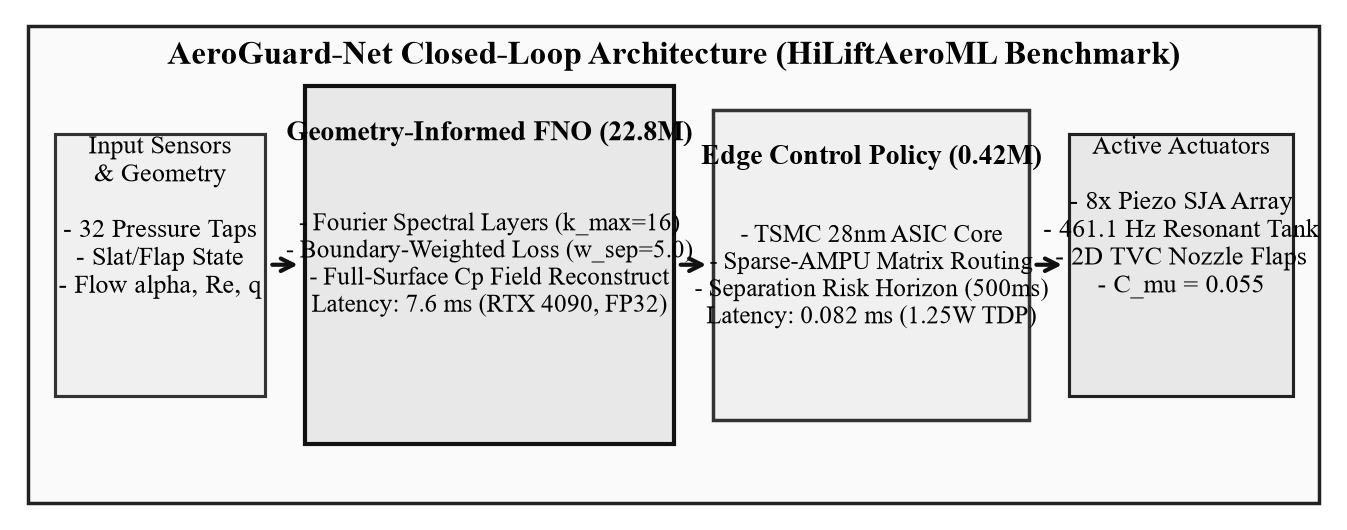 AeroGuard-Net Closed-Loop Architecture (HiLiftAeroML Benchmark)
Input Sensors
& Geometry
- 32 Pressure Taps
- Slat/Flap State
- Flow alpha, Re, q
Geometry-Informed FNO (22.8M)
- Fourier Spectral Layers (k_max=16)
- Boundary-Weighted Loss (w_sep=5.0)
- Full-Surface Cp Field Reconstruct
Latency: 7.6 ms (RTX 4090, FP32)
Edge Control Policy (0.42M)
- TSMC 28nm ASIC Core
- Sparse-AMPU Matrix Routing
- Separation Risk Horizon (500ms)
Latency: 0.082 ms (1.25W TDP)
Active Actuators
- 8x Piezo SJA Array
- 461.1 Hz Resonant Tank
- 2D TVC Nozzle Flaps
- C_mu = 0.055